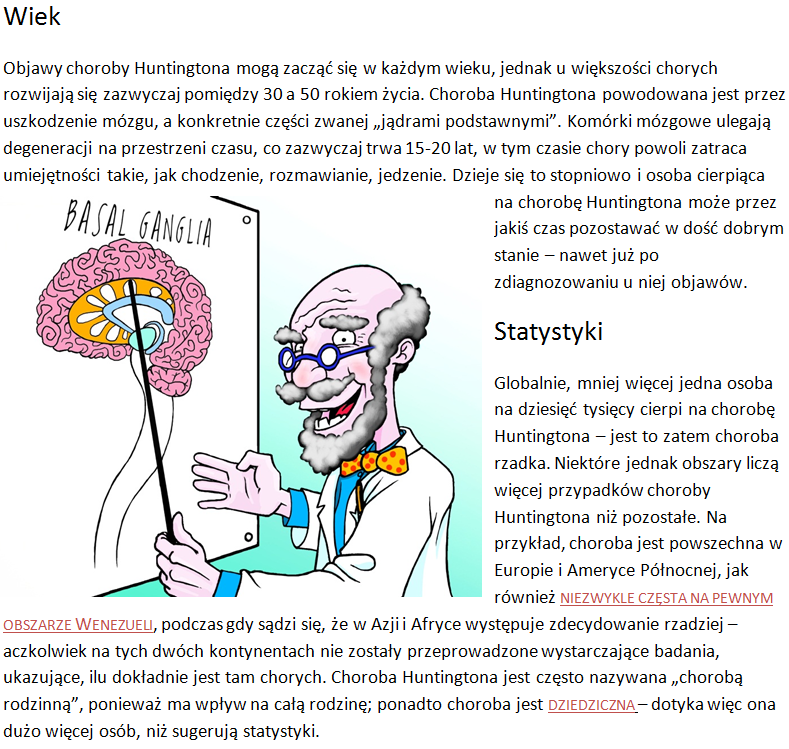 Wiek
Objawy choroby Huntingtona mogą zacząć się w każdym wieku, jednak u większości chorych
rozwijają się zazwyczaj pomiędzy 30 a 50 rokiem życia. Choroba Huntingtona powodowana jest przez
uszkodzenie mózgu, a konkretnie części zwanej „jądrami podstawnymi”. Komórki mózgowe ulegają
degeneracji na przestrzeni czasu, co zazwyczaj trwa 15-20 lat, w tym czasie chory powoli zatraca
umiejętności takie, jak chodzenie, rozmawianie, jedzenie. Dzieje się to stopniowo i osoba cierpiąca
na chorobę Huntingtona może przez
jakiś czas pozostawać w dość dobrym
stanie – nawet już po
zdiagnozowaniu u niej objawów.
BASAL GANGLIA
Statystyki
Globalnie, mniej więcej jedna osoba
na dziesięć tysięcy cierpi na chorobę
Huntingtona – jest to zatem choroba
rzadka. Niektóre jednak obszary liczą
więcej przypadków choroby
Huntingtona niż pozostałe. Na
przykład, choroba jest powszechna w
Europie i Ameryce Północnej, jak
również NIEZWYKLE CZĘSTA NA PEWNYM
OBSZARZE WENEZUELI, podczas gdy sądzi się, że w Azji i Afryce występuje zdecydowanie rzadziej –
aczkolwiek na tych dwóch kontynentach nie zostały przeprowadzone wystarczające badania,
ukazujące, ilu dokładnie jest tam chorych. Choroba Huntingtona jest często nazywana „chorobą
rodzinną”, ponieważ ma wpływ na całą rodzinę; ponadto choroba jest DZIEDZICZNA – dotyka więc ona
dużo więcej osób, niż sugerują statystyki.